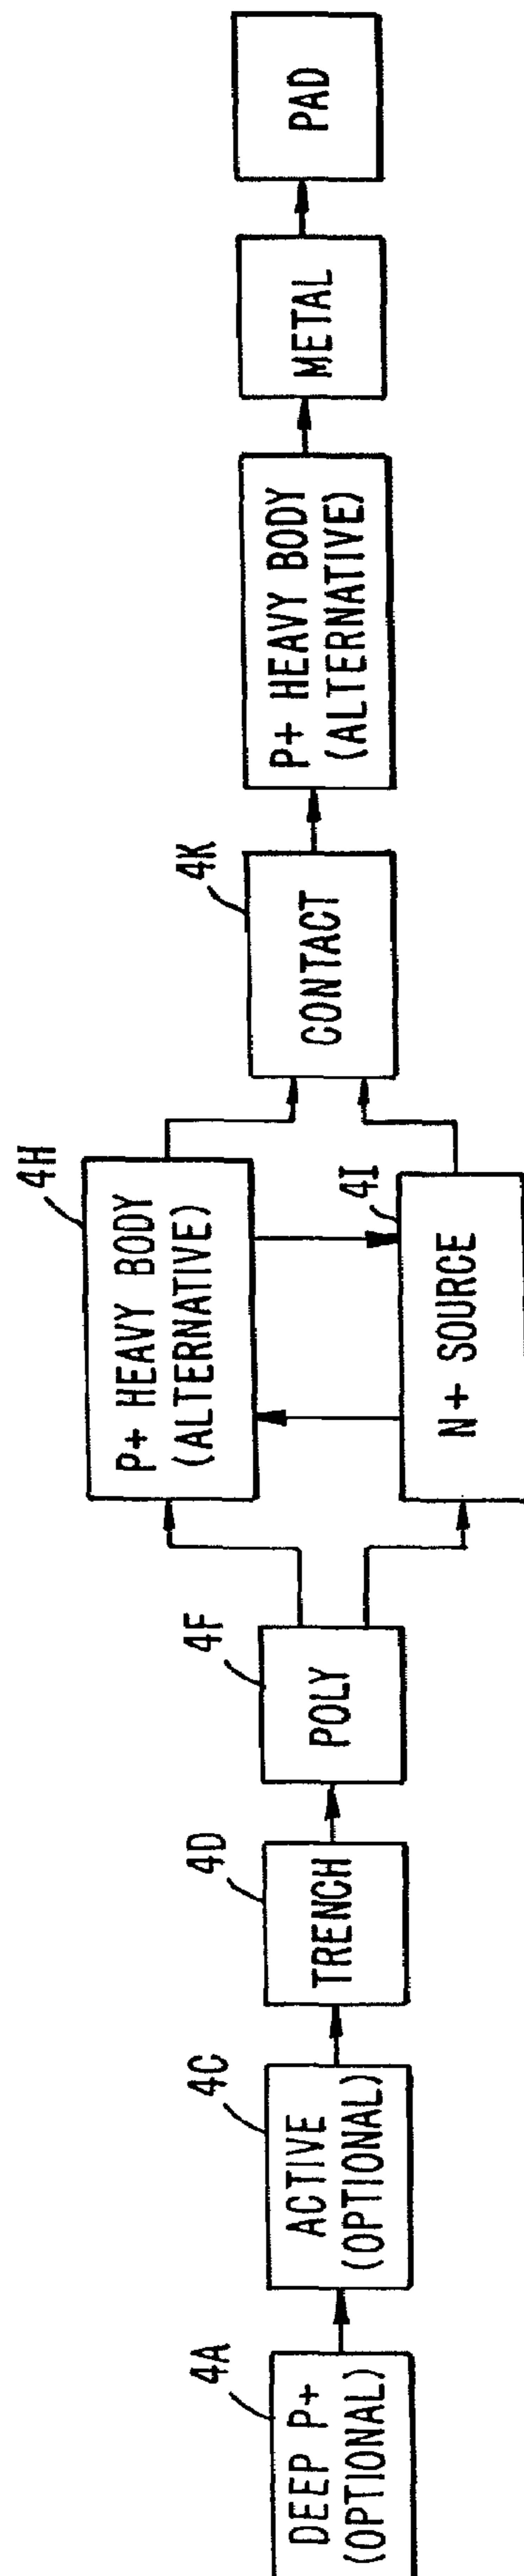 4A
DEEP P+
(OPTIONAL)
4C
ACTIVE
(OPTIONAL)
4D
TRENCH
4F
POLY
4H
P+ HEAVY BODY
(ALTERNATIVE)
4I
N+ SOURCE
4K
CONTACT
P+ HEAVY BODY
(ALTERNATIVE)
METAL
PAD